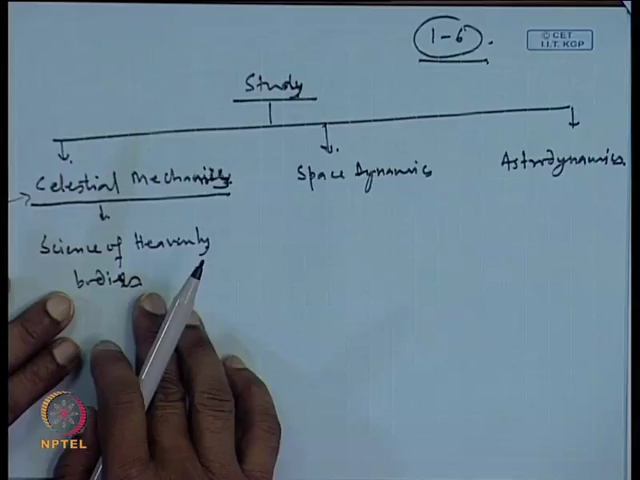 1-6.
© CET
I.I.T. KGP
Study
Celestial Mechanics.
Space Dynamics
Astrodynamics.
Science of Heavenly
bodies
NPTEL